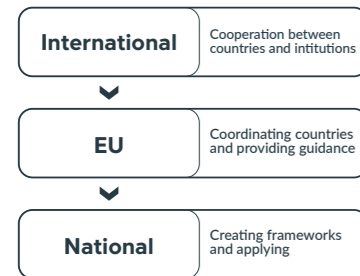 International
Cooperation between
countries and intitutions
EU
Coordinating countries
and providing guidance
National
Creating frameworks
and applying